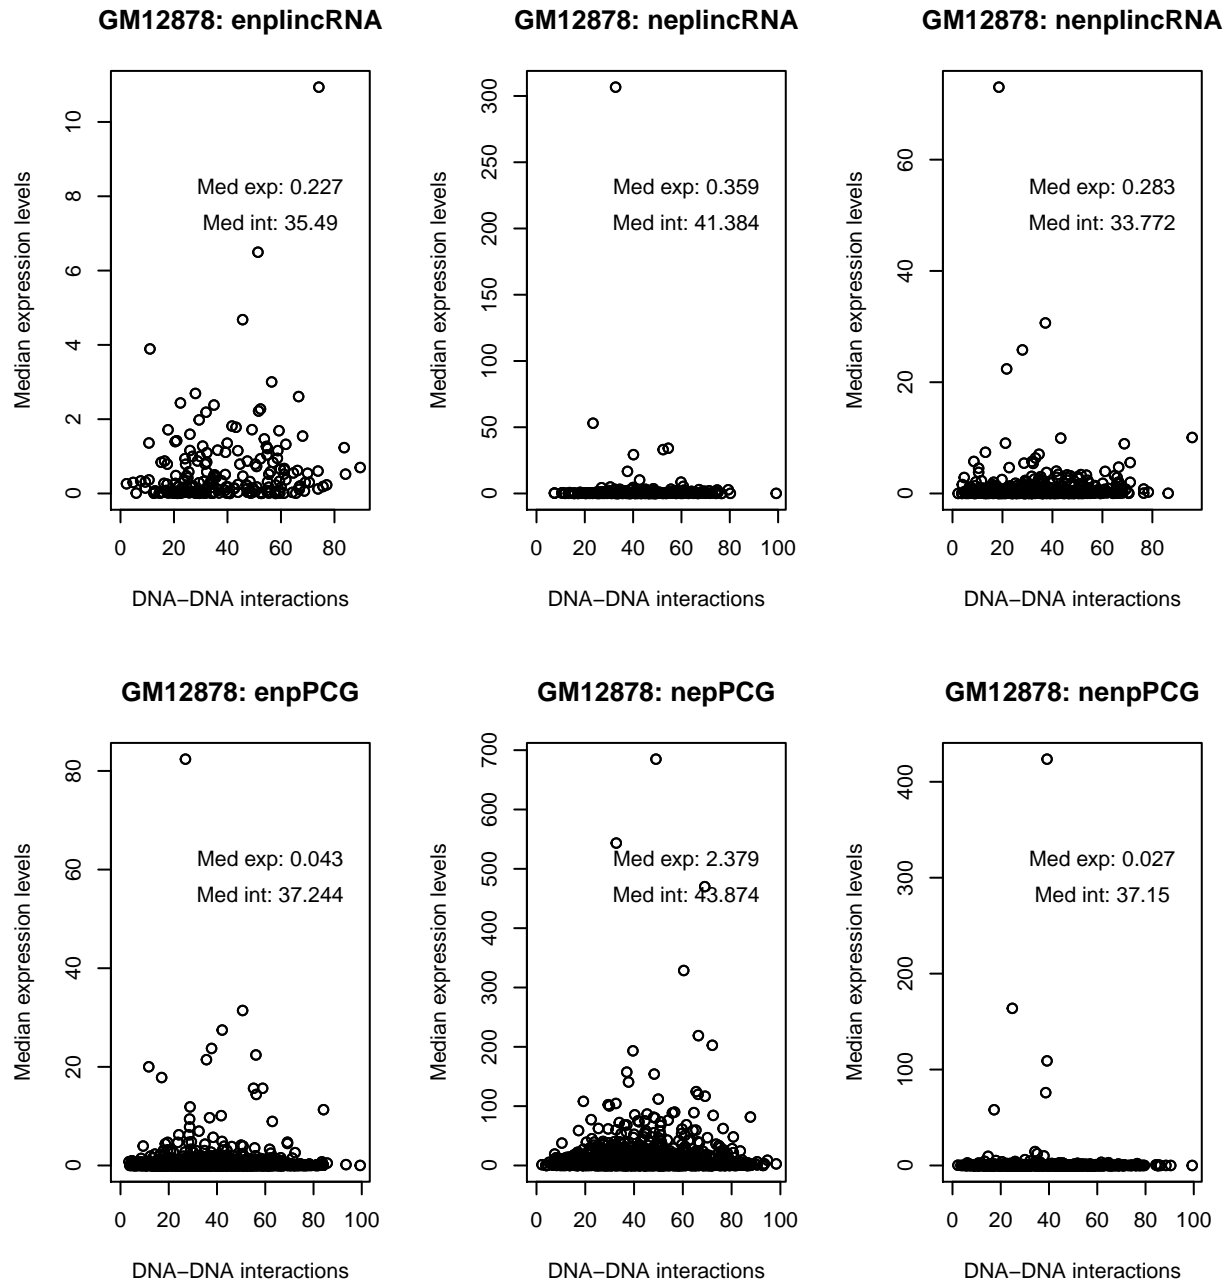 GM12878: enplincRNA
Median expression levels
10
8
6
4
2
0
Med exp: 0.227
Med int: 35.49
0 20 40 60 80
DNA−DNA interactions
GM12878: neplincRNA
Median expression levels
300
250
200
150
100
50
0
Med exp: 0.359
Med int: 41.384
0 20 40 60 80 100
DNA−DNA interactions
GM12878: nenplincRNA
Median expression levels
60
40
20
0
Med exp: 0.283
Med int: 33.772
0 20 40 60 80
DNA−DNA interactions
GM12878: enpPCG
Median expression levels
80
60
40
20
0
Med exp: 0.043
Med int: 37.244
0 20 40 60 80 100
DNA−DNA interactions
GM12878: nepPCG
Median expression levels
700
600
500
400
300
200
100
0
Med exp: 2.379
Med int: 43.874
0 20 40 60 80 100
DNA−DNA interactions
GM12878: nenpPCG
Median expression levels
400
300
200
100
0
Med exp: 0.027
Med int: 37.15
0 20 40 60 80 100
DNA−DNA interactions